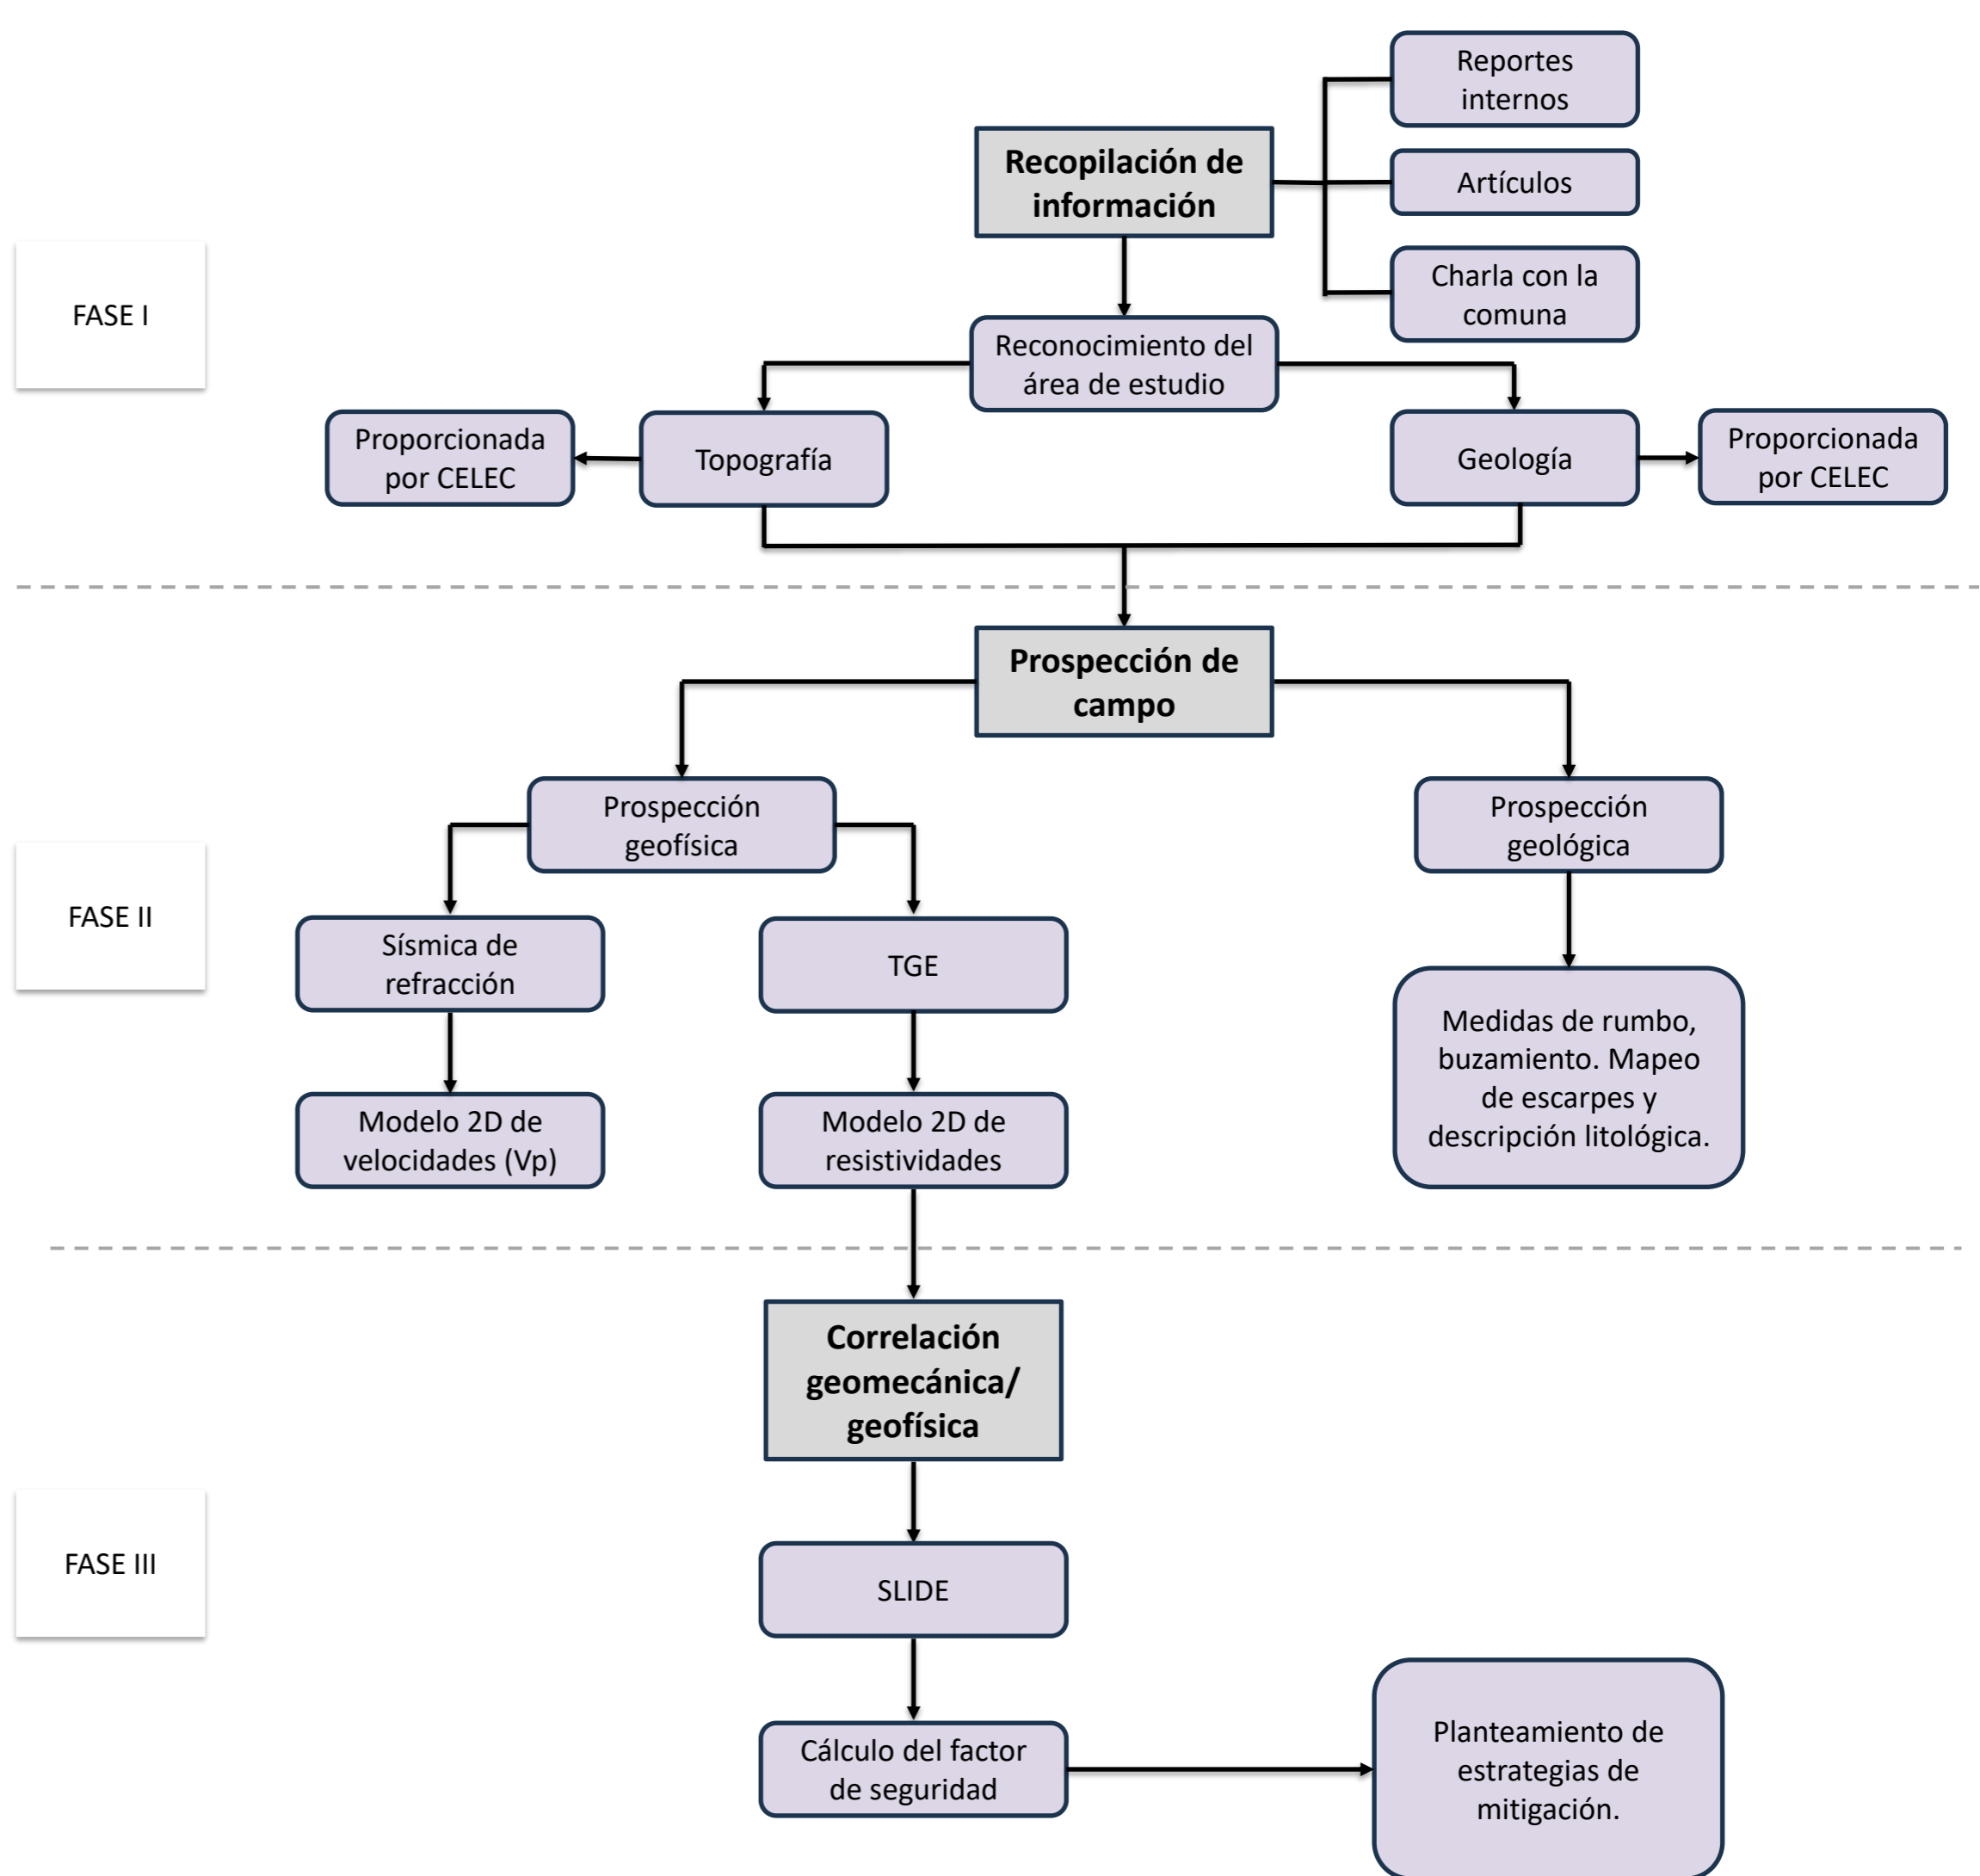 Reportes
internos
Recopilación de
información
Artículos
Charla con la
comuna
FASE I
Reconocimiento del
área de estudio
Proporcionada
por CELEC
Topografía
Geología
Proporcionada
por CELEC
Prospección de
campo
Prospección
geofísica
Prospección
geológica
FASE II
Sísmica de
refracción
TGE
Medidas de rumbo,
buzamiento. Mapeo
de escarpes y
descripción litológica.
Modelo 2D de
velocidades (Vp)
Modelo 2D de
resistividades
Correlación
geomecánica/
geofísica
FASE III
SLIDE
Cálculo del factor
de seguridad
Planteamiento de
estrategias de
mitigación.